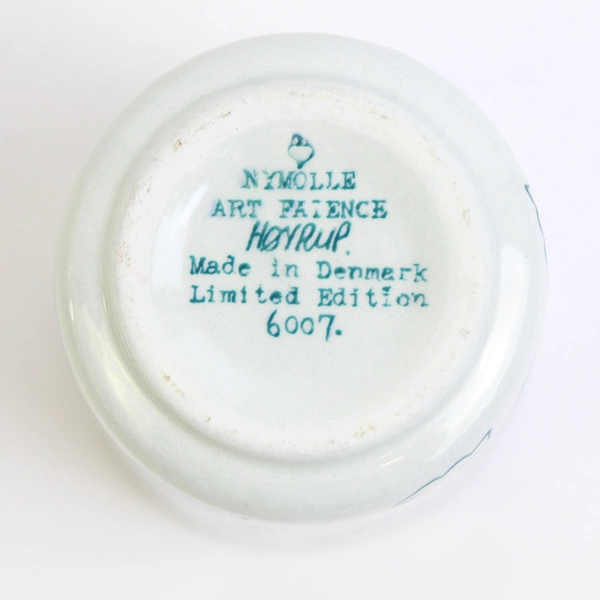 NYMOLLE
ART FAIENCE
HØYRUP.
Made in Denmark
Limited Edition
6007.